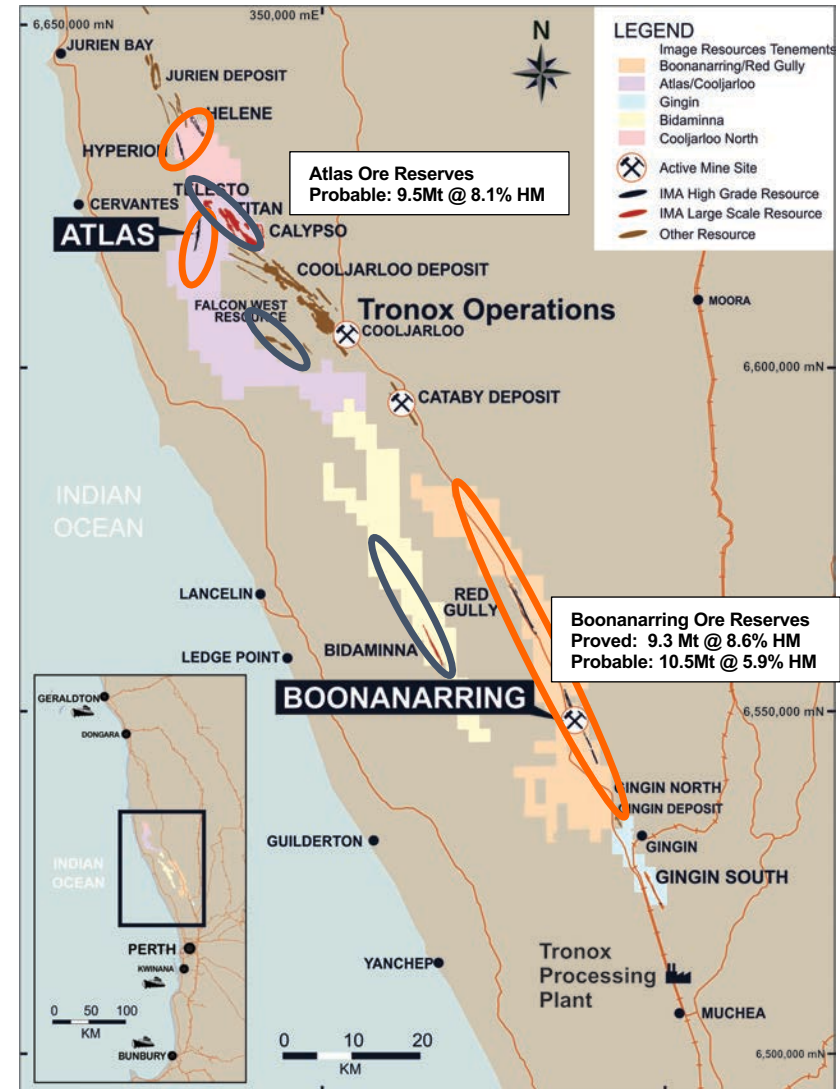 6,650,000 mN
350,000 mE
JURIEN BAY
JURIEN DEPOSIT
HELENE
HYPERION
N
LEGEND
Image Resources Tenements
Boonanarring/Red Gully
Atlas/Cooljarloo
Gingin
Bidaminna
Cooljarloo North
Active Mine Site
IMA High Grade Resource
IMA Large Scale Resource
Other Resource
Atlas Ore Reserves
Probable: 9.5Mt @ 8.1% HM
TELESTO
TITAN
CERVANTES
CALYPSO
ATLAS
COOLJARLOO DEPOSIT
FALCON WEST
RESOURCE
Tronox Operations
COOLJARLOO
MOORA
6,600,000 mN
CATABY DEPOSIT
INDIAN
OCEAN
LANCELIN
RED
GULLY
LEDGE POINT
BIDAMINNA
Boonanarring Ore Reserves
Proved: 9.3 Mt @ 8.6% HM
Probable: 10.5Mt @ 5.9% HM
BOONANARRING
6,550,000 mN
GINGIN NORTH
GINGIN DEPOSIT
GUILDERTON
GINGIN
GINGIN SOUTH
YANCHEP
Tronox
Processing
Plant
MUCHEA
6,500,000 mN
0 10 20
KM
GERALDTON
DONGARA
INDIAN
OCEAN
PERTH
KWINANA
0 50 100
KM
BUNBURY